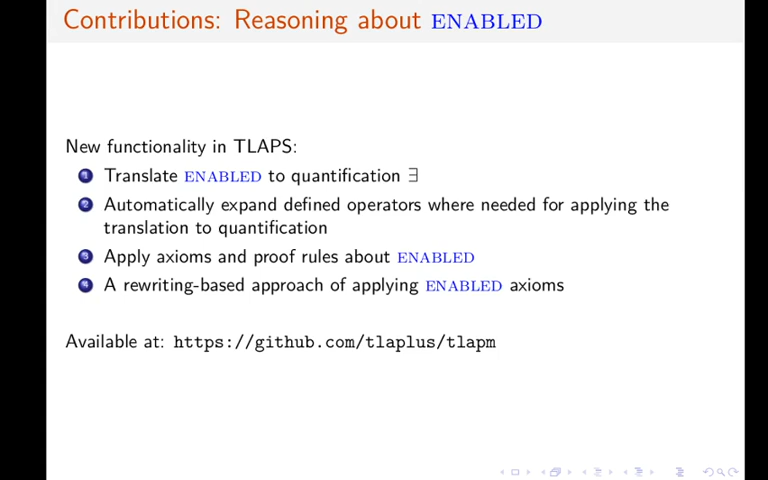 Contributions: Reasoning about ENABLED
New functionality in TLAPS:
1 Translate ENABLED to quantification ∃
2 Automatically expand defined operators where needed for applying the
translation to quantification
3 Apply axioms and proof rules about ENABLED
4 A rewriting-based approach of applying ENABLED axioms
Available at: https://github.com/tlaplus/tlapm